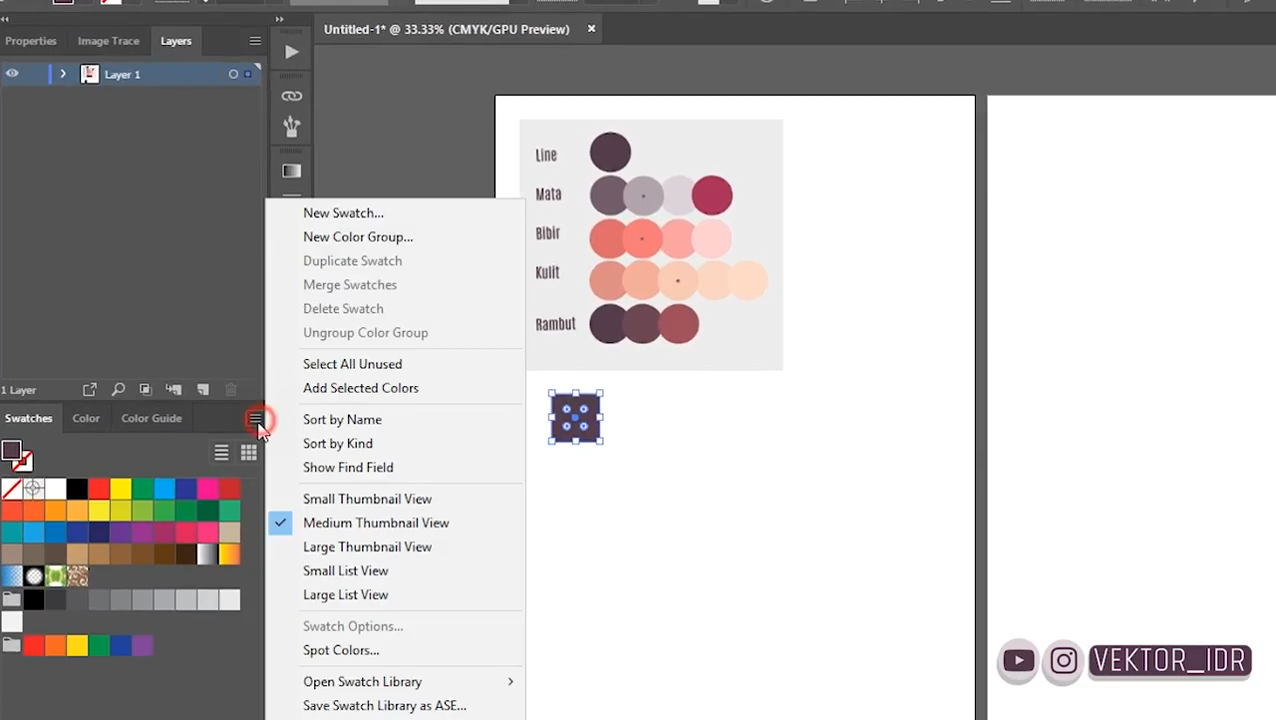 Untitled-1* @ 33.33% (CMYK/GPU Preview) ×
Properties Image Trace Layers
Layer 1
Line
Mata
Bibir
Kulit
Rambut
New Swatch...
New Color Group...
Duplicate Swatch
Merge Swatches
Delete Swatch
Ungroup Color Group
Select All Unused
Add Selected Colors
Sort by Name
Sort by Kind
Show Find Field
Small Thumbnail View
Medium Thumbnail View
Large Thumbnail View
Small List View
Large List View
Swatch Options...
Spot Colors...
Open Swatch Library
Save Swatch Library as ASE...
1 Layer
Swatches Color Color Guide
VEKTOR_IDR